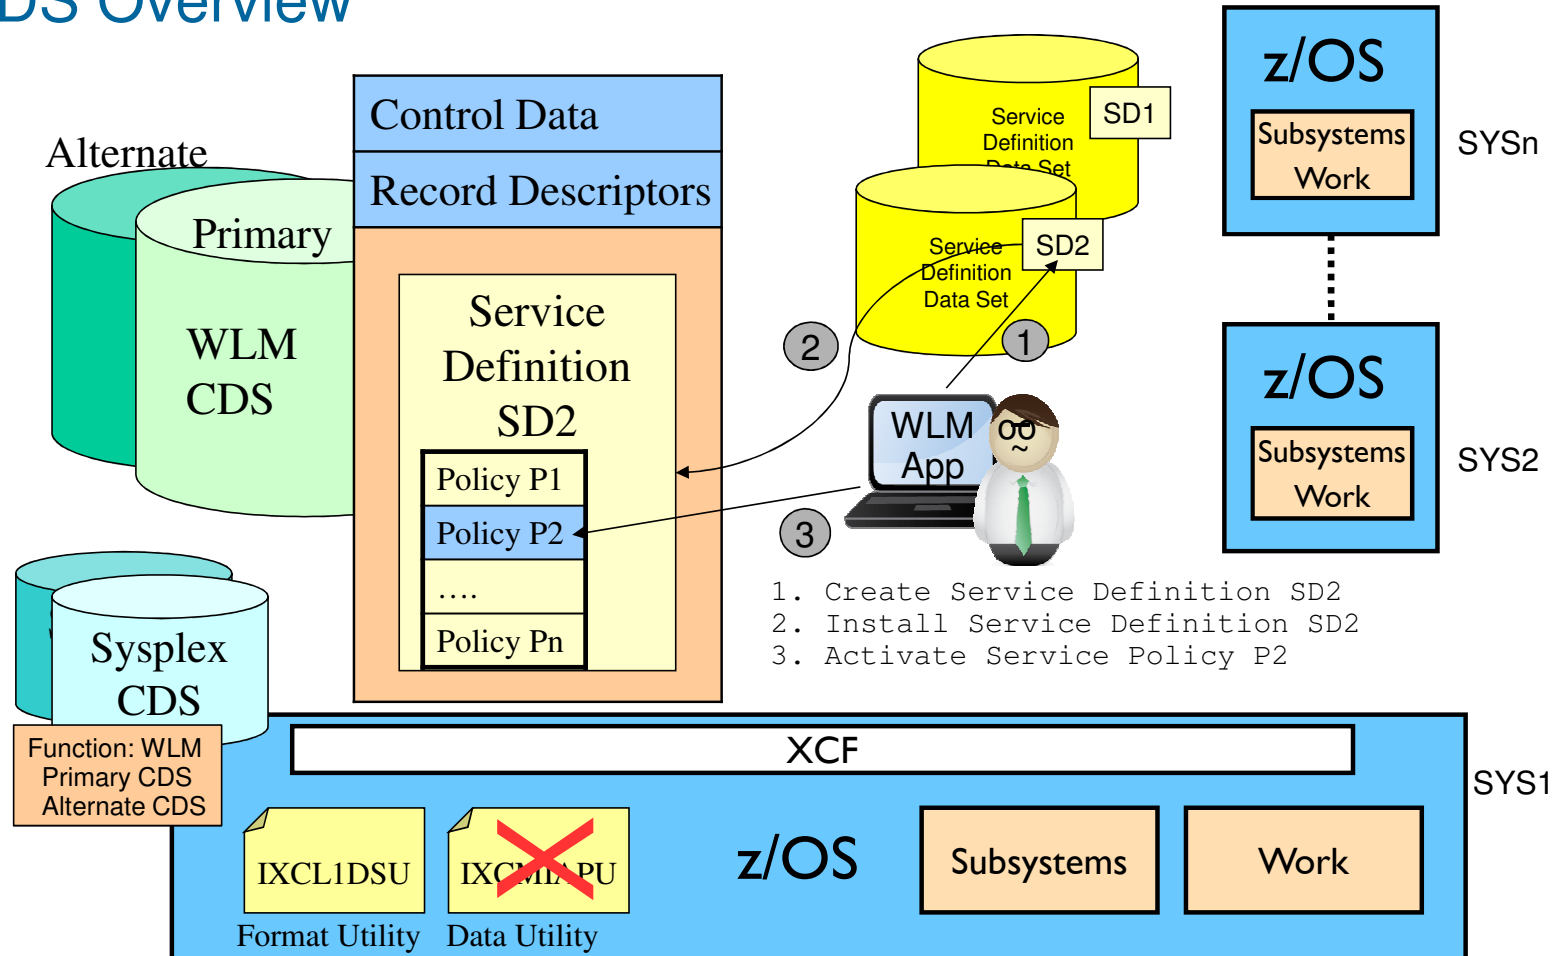 DS Overview
Alternate
Primary
WLM
CDS
Control Data
Record Descriptors
Service
Definition
SD2
Policy P1
Policy P2
....
Policy Pn
Service
Definition
Data Set
SD1
Service
Definition
Data Set
SD2
1
2
3
WLM
App
1. Create Service Definition SD2
2. Install Service Definition SD2
3. Activate Service Policy P2
z/OS
Subsystems
Work
SYSn
z/OS
Subsystems
Work
SYS2
Sysplex
CDS
Function: WLM
Primary CDS
Alternate CDS
XCF
SYS1
IXCL1DSU
Format Utility
IXCMIAPU
Data Utility
z/OS
Subsystems
Work